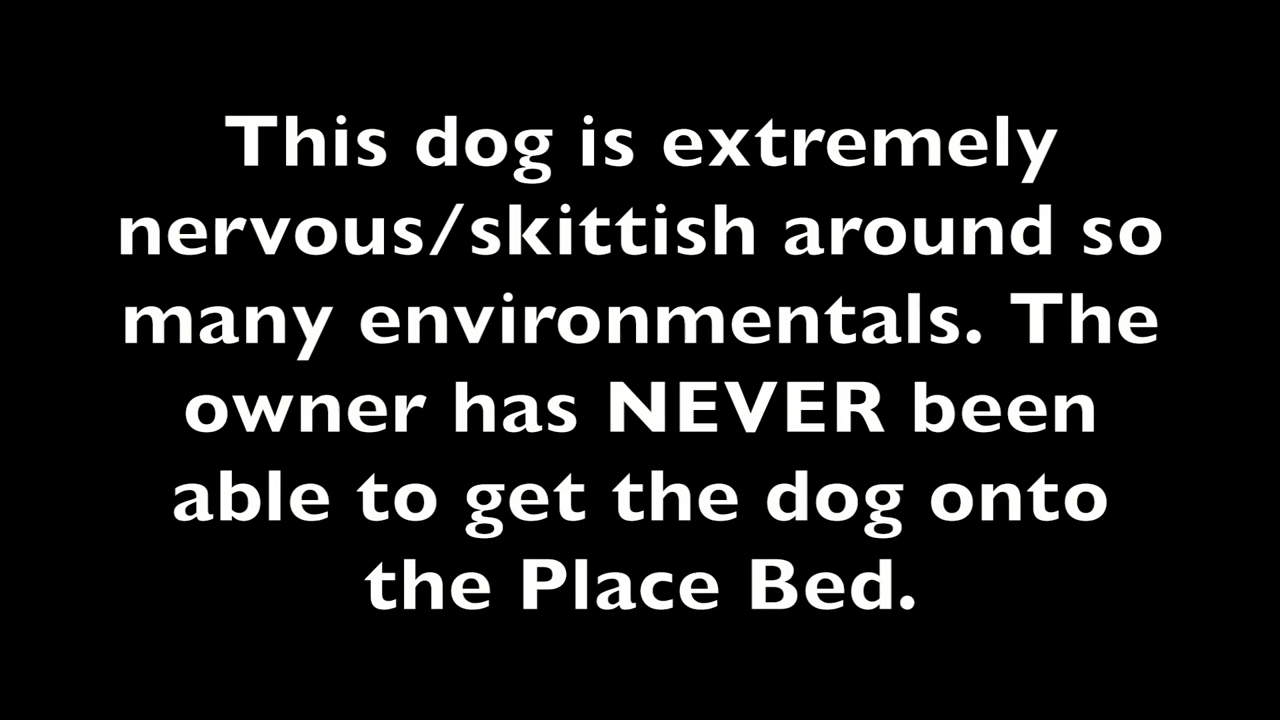 This dog is extremely
nervous/skittish around so
many environmentals. The
owner has NEVER been
able to get the dog onto
the Place Bed.